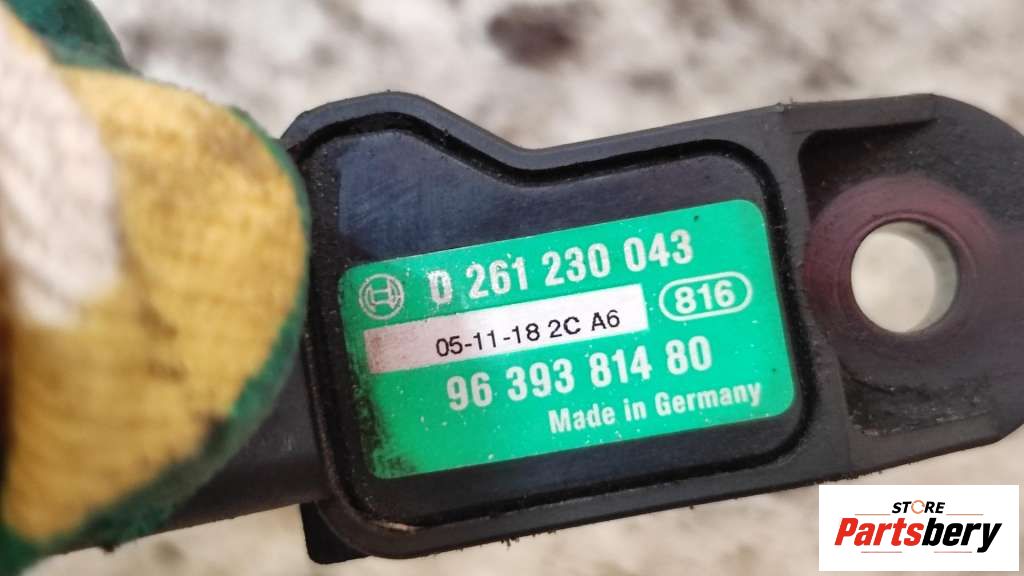 0 261 230 043
816
05-11-18 2C A6
96 393 814 80
Made in Germany
STORE
Partsbery